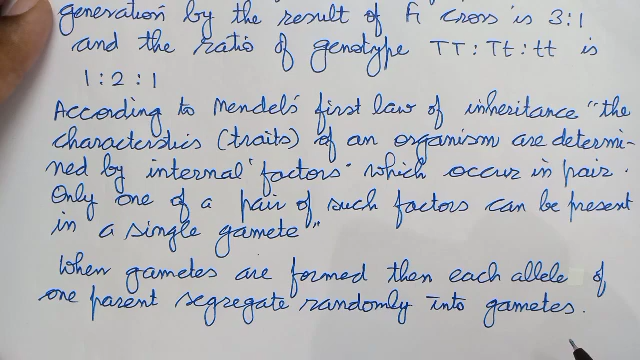 generation by the result of F1 cross is 3:1
and the ratio of genotype TT : Tt : tt is
1 : 2 : 1
According to Mendel's first law of inheritance "the
characteristics (traits) of an organism are determi-
ned by internal 'factors' which occur in pair.
Only one of a pair of such factors can be present
in a single gamete"
When gametes are formed then each allele of
one parent segregate randomly into gametes.